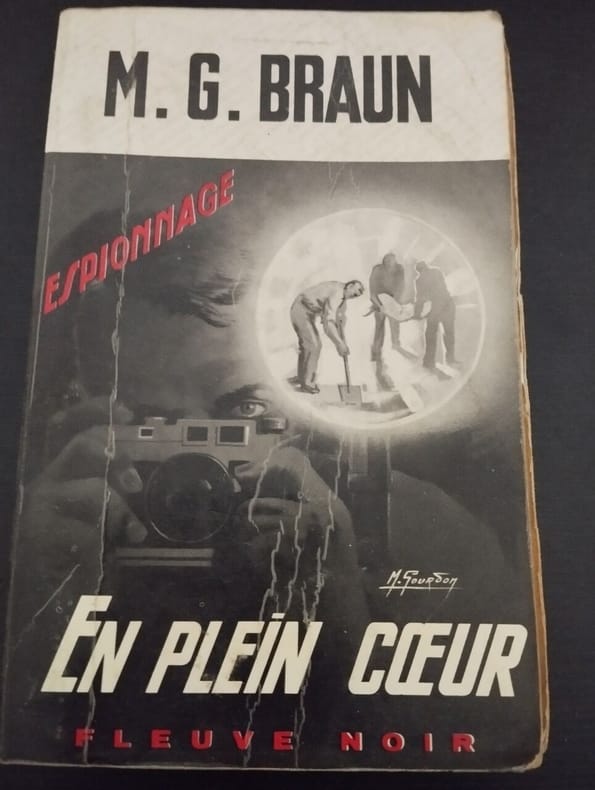 M. G. BRAUN
ESPIONNAGE
M. Gourdon
EN PLEIN CŒUR
FLEUVE NOIR